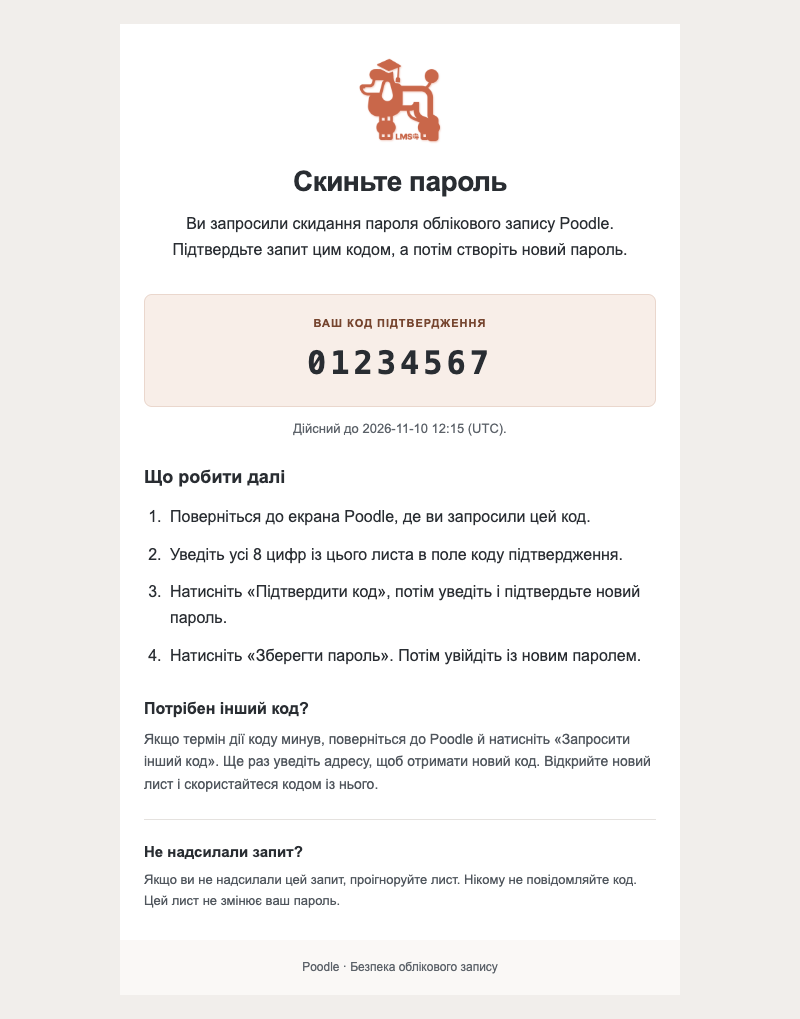 LMS
Скиньте пароль
Ви запросили скидання пароля облікового запису Poodle.
Підтвердьте запит цим кодом, а потім створіть новий пароль.
ВАШ КОД ПІДТВЕРДЖЕННЯ
01234567
Дійсний до 2026-11-10 12:15 (UTC).
Що робити далі
1. Поверніться до екрана Poodle, де ви запросили цей код.
2. Уведіть усі 8 цифр із цього листа в поле коду підтвердження.
3. Натисніть «Підтвердити код», потім уведіть і підтвердьте новий
пароль.
4. Натисніть «Зберегти пароль». Потім увійдіть із новим паролем.
Потрібен інший код?
Якщо термін дії коду минув, поверніться до Poodle й натисніть «Запросити
інший код». Ще раз уведіть адресу, щоб отримати новий код. Відкрийте новий
лист і скористайтеся кодом із нього.
Не надсилали запит?
Якщо ви не надсилали цей запит, проігноруйте лист. Нікому не повідомляйте код.
Цей лист не змінює ваш пароль.
Poodle · Безпека облікового запису